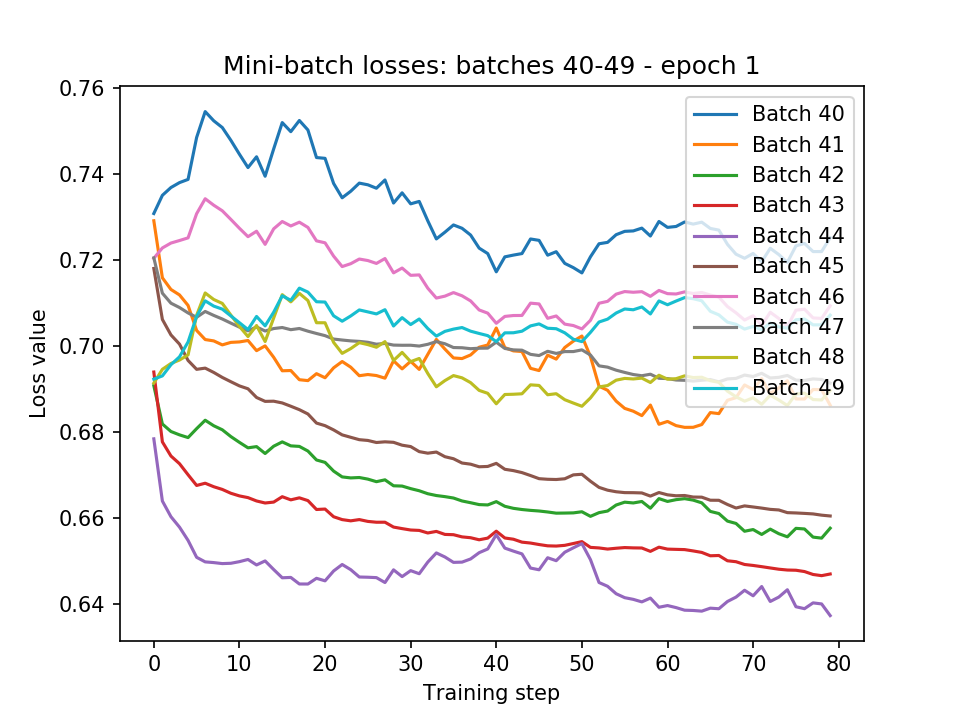 Mini-batch losses: batches 40-49 - epoch 1
Loss value
0.76
0.74
0.72
0.70
0.68
0.66
0.64
Batch 40
Batch 41
Batch 42
Batch 43
Batch 44
Batch 45
Batch 46
Batch 47
Batch 48
Batch 49
0 10 20 30 40 50 60 70 80
Training step